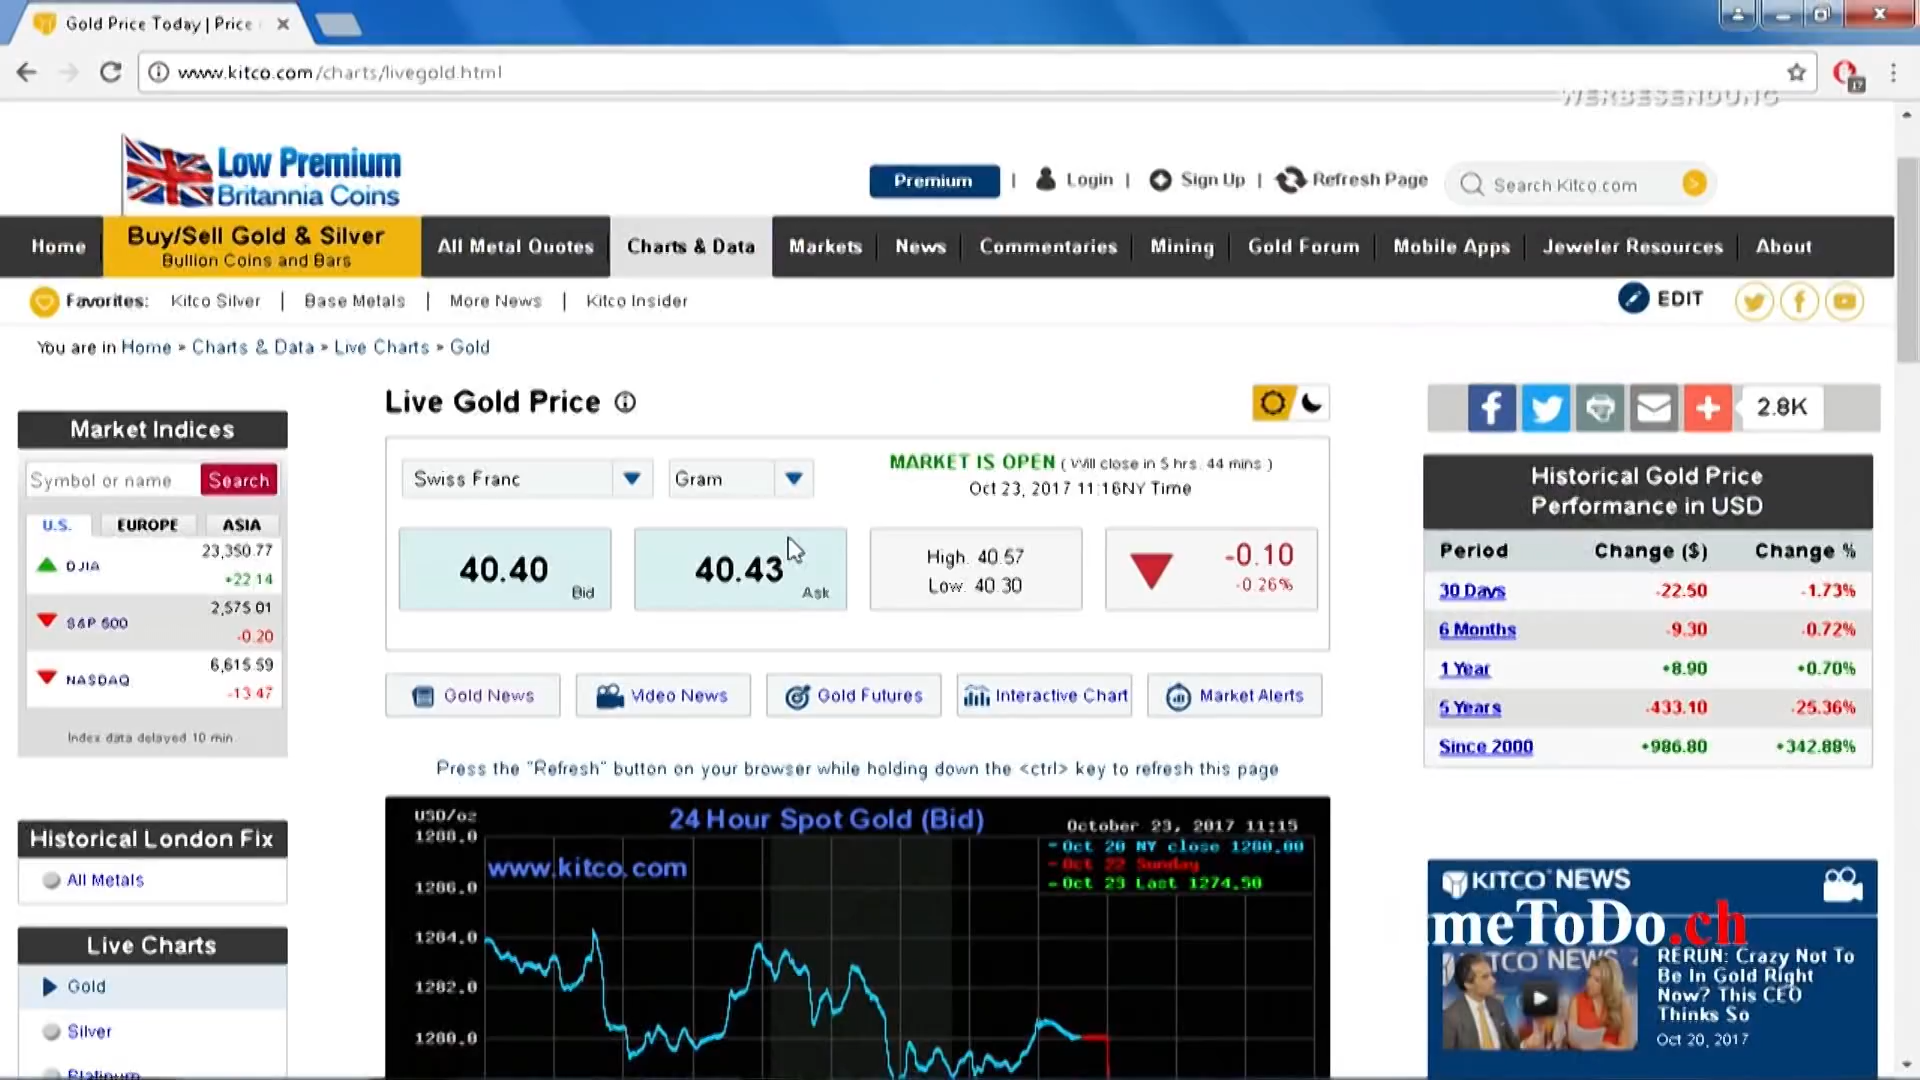 Gold Price Today | Price
www.kitco.com/charts/livegold.html
17
WERBESENDUNG
Low Premium
Britannia Coins
Premium | Login | Sign Up | Refresh Page
Search Kitco.com
Home
Buy/Sell Gold & Silver
Bullion Coins and Bars
All Metal Quotes
Charts & Data
Markets
News
Commentaries
Mining
Gold Forum
Mobile Apps
Jeweler Resources
About
Favorites: Kitco Silver | Base Metals | More News | Kitco Insider
EDIT
You are in Home » Charts & Data » Live Charts » Gold
Market Indices
Symbol or name Search
U.S. EUROPE ASIA
DJIA 23,350.77
+22.14
S&P 500 2,575.01
-0.20
NASDAQ 6,615.59
-13.47
Index data delayed 10 min.
Historical London Fix
All Metals
Live Charts
Gold
Silver
Platinum
Live Gold Price
Swiss Franc
Gram
MARKET IS OPEN ( Will close in 5 hrs. 44 mins )
Oct 23, 2017 11:16NY Time
40.40 Bid
40.43 Ask
High. 40.57
Low. 40.30
-0.10
-0.26%
Gold News
Video News
Gold Futures
Interactive Chart
Market Alerts
Press the "Refresh" button on your browser while holding down the <ctrl> key to refresh this page
USD/oz
24 Hour Spot Gold (Bid)
October 23, 2017 11:15
www.kitco.com
Oct 20 NY close 1280.00
Oct 22 Sunday
Oct 23 Last 1274.50
1288.0
1286.0
1284.0
1282.0
1280.0
2.8K
Historical Gold Price
Performance in USD
Period Change ($) Change %
30 Days -22.50 -1.73%
6 Months -9.30 -0.72%
1 Year +8.90 +0.70%
5 Years -433.10 -25.36%
Since 2000 +986.80 +342.88%
KITCO NEWS
meToDo.ch
RERUN: Crazy Not To
Be In Gold Right
Now? This CEO
Thinks So
Oct 20, 2017